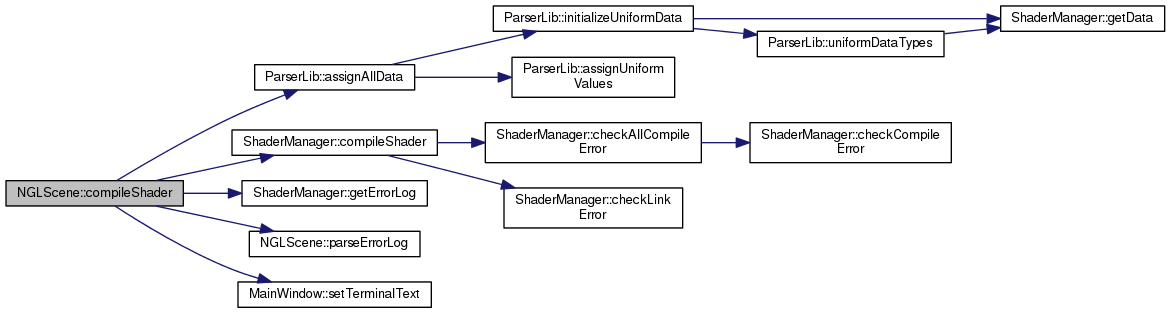 NGLScene::compileShader
ParserLib::assignAllData
ParserLib::initializeUniformData
ShaderManager::getData
ParserLib::uniformDataTypes
ParserLib::assignUniform
Values
ShaderManager::compileShader
ShaderManager::checkAllCompile
Error
ShaderManager::checkCompile
Error
ShaderManager::checkLink
Error
ShaderManager::getErrorLog
NGLScene::parseErrorLog
MainWindow::setTerminalText